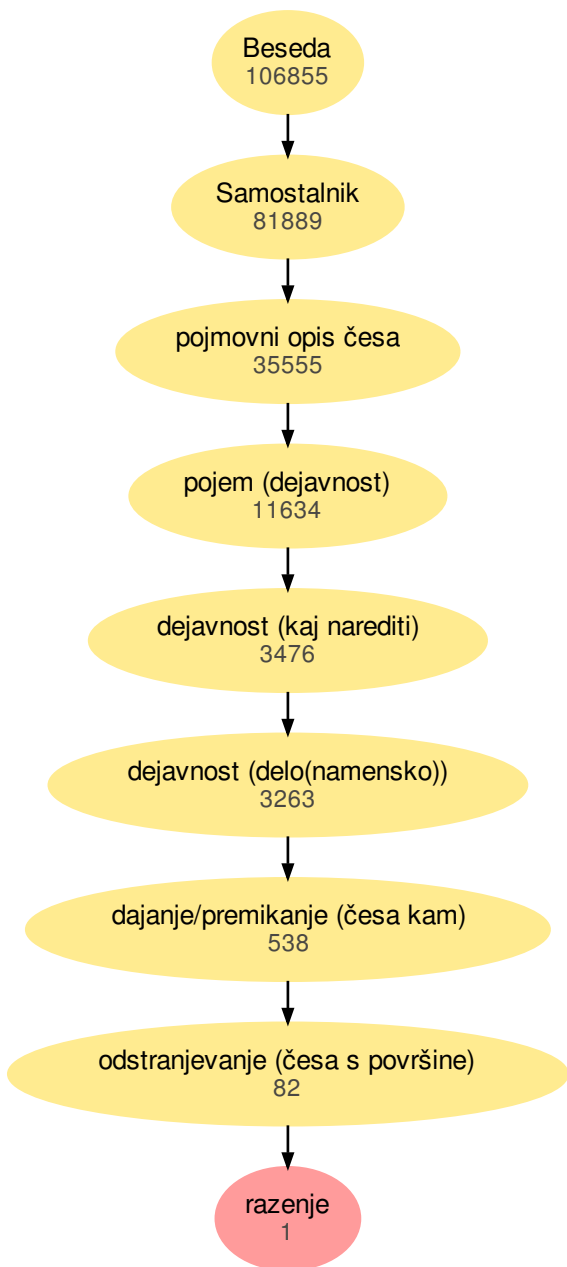 Beseda
106855
Samostalnik
81889
pojmovni opis česa
35555
pojem (dejavnost)
11634
dejavnost (kaj narediti)
3476
dejavnost (delo(namensko))
3263
dajanje/premikanje (česa kam)
538
odstranjevanje (česa s površine)
82
razenje
1